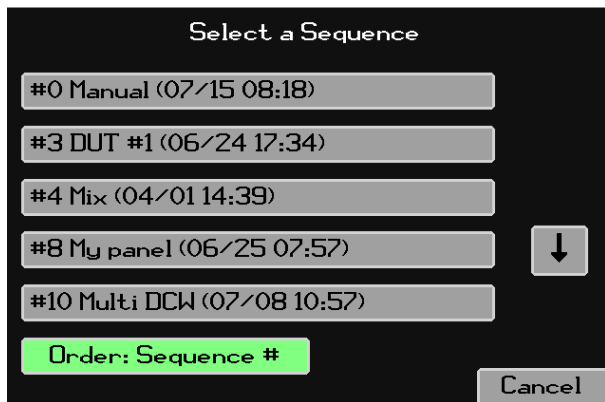 Select a Sequence
#0 Manual (07/15 08:18)
#3 DUT #1 (06/24 17:34)
#4 Mix (04/01 14:39)
#8 My panel (06/25 07:57)
#10 Multi DCW (07/08 10:57)
Order: Sequence #
Cancel